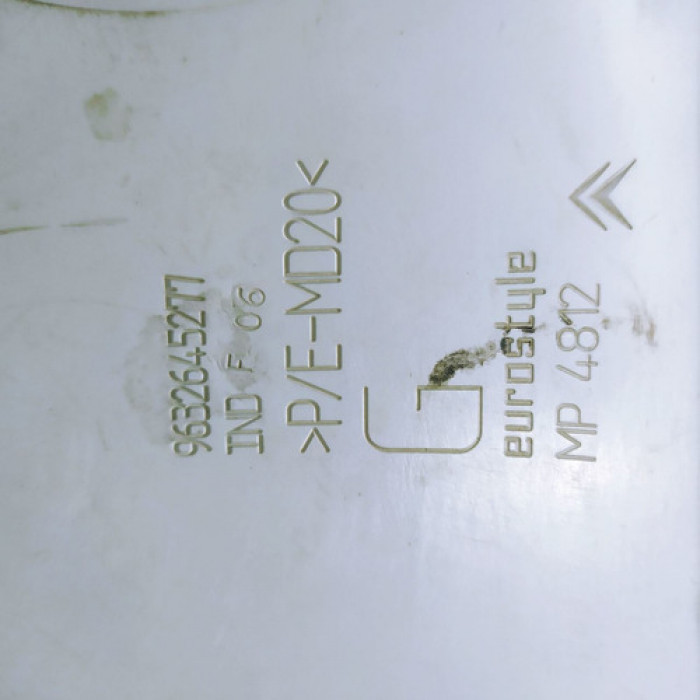 9632645277
IND F 06
>P/E-MD20<
eurostyle
MP 4812